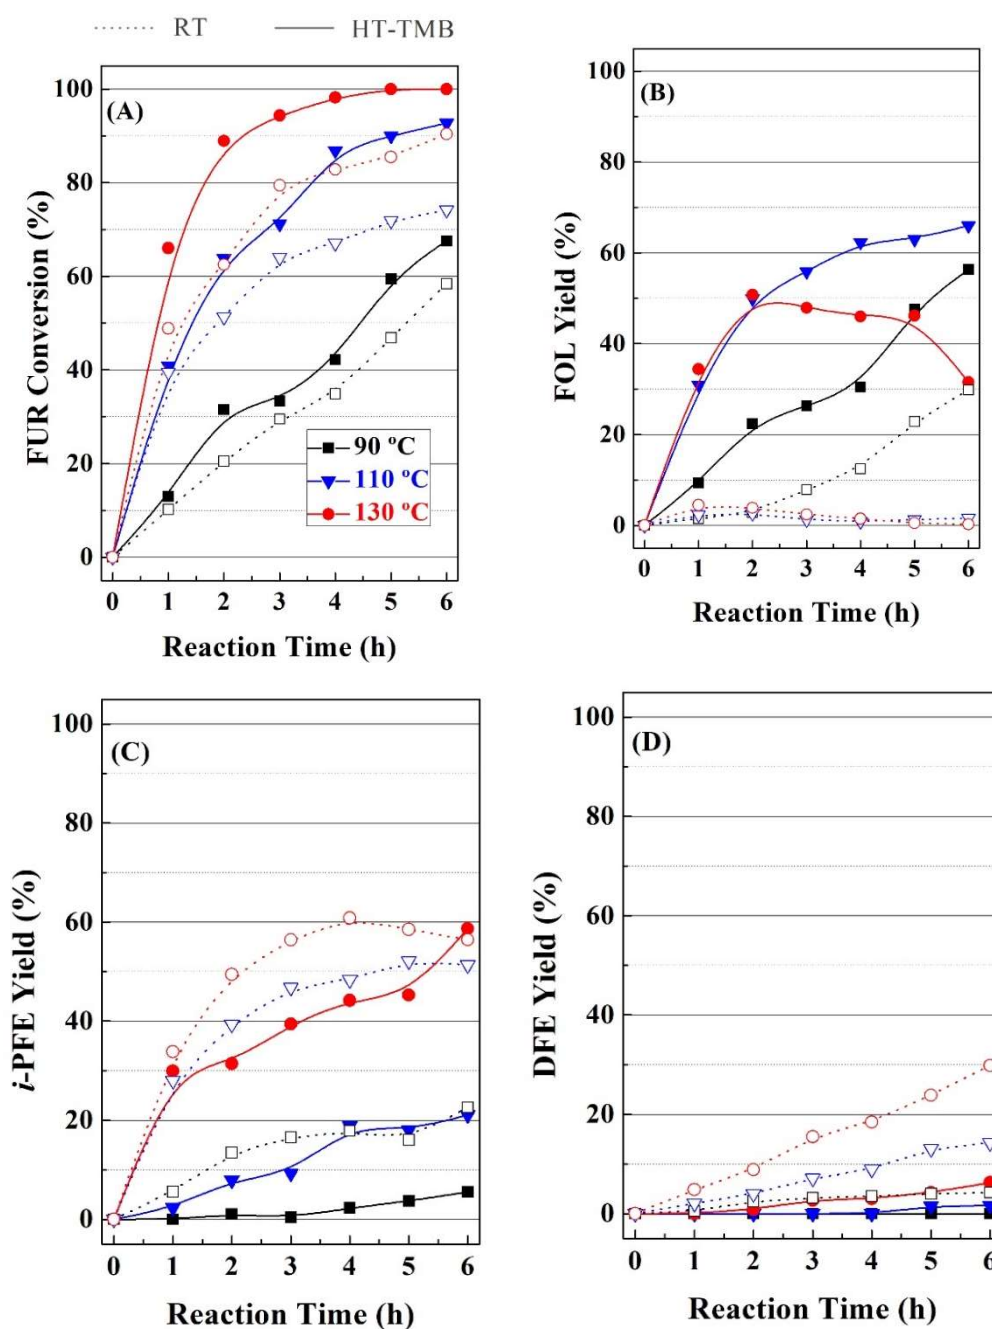 RT HT-TMB
(A)
FUR Conversion (%)
100
80
60
40
20
0
90 ºC
110 ºC
130 ºC
0 1 2 3 4 5 6
Reaction Time (h)
(B)
FOL Yield (%)
100
80
60
40
20
0
0 1 2 3 4 5 6
Reaction Time (h)
(C)
i-PFE Yield (%)
100
80
60
40
20
0
0 1 2 3 4 5 6
Reaction Time (h)
(D)
DFE Yield (%)
100
80
60
40
20
0
0 1 2 3 4 5 6
Reaction Time (h)